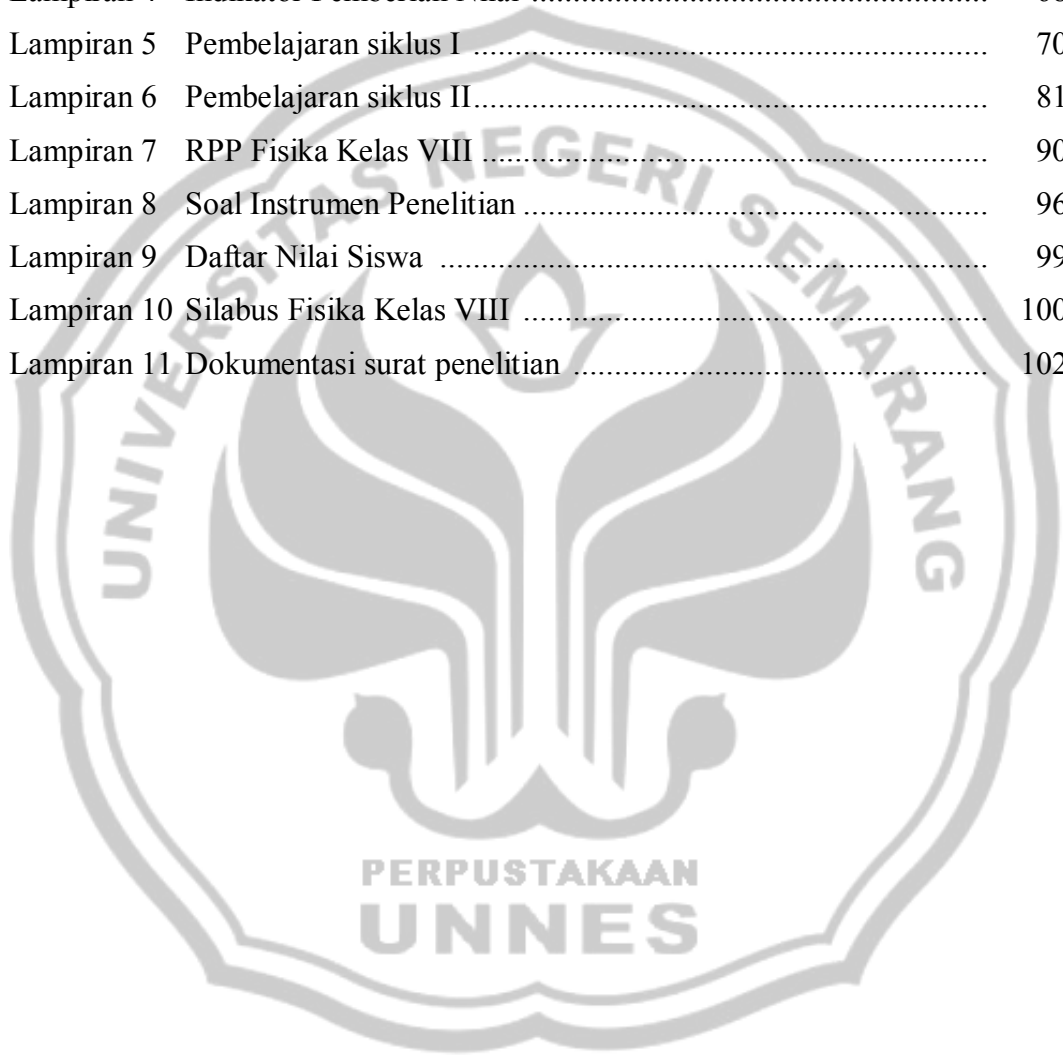 Lampiran 5 Pembelajaran siklus I ............................................................... 70
Lampiran 6 Pembelajaran siklus II............................................................... 81
Lampiran 7 RPP Fisika Kelas VIII .............................................................. 90
Lampiran 8 Soal Instrumen Penelitian ......................................................... 96
Lampiran 9 Daftar Nilai Siswa ................................................................... 99
Lampiran 10 Silabus Fisika Kelas VIII ......................................................... 100
Lampiran 11 Dokumentasi surat penelitian ................................................... 102
UNIVERSITAS NEGERI SEMARANG
PERPUSTAKAAN
UNNES